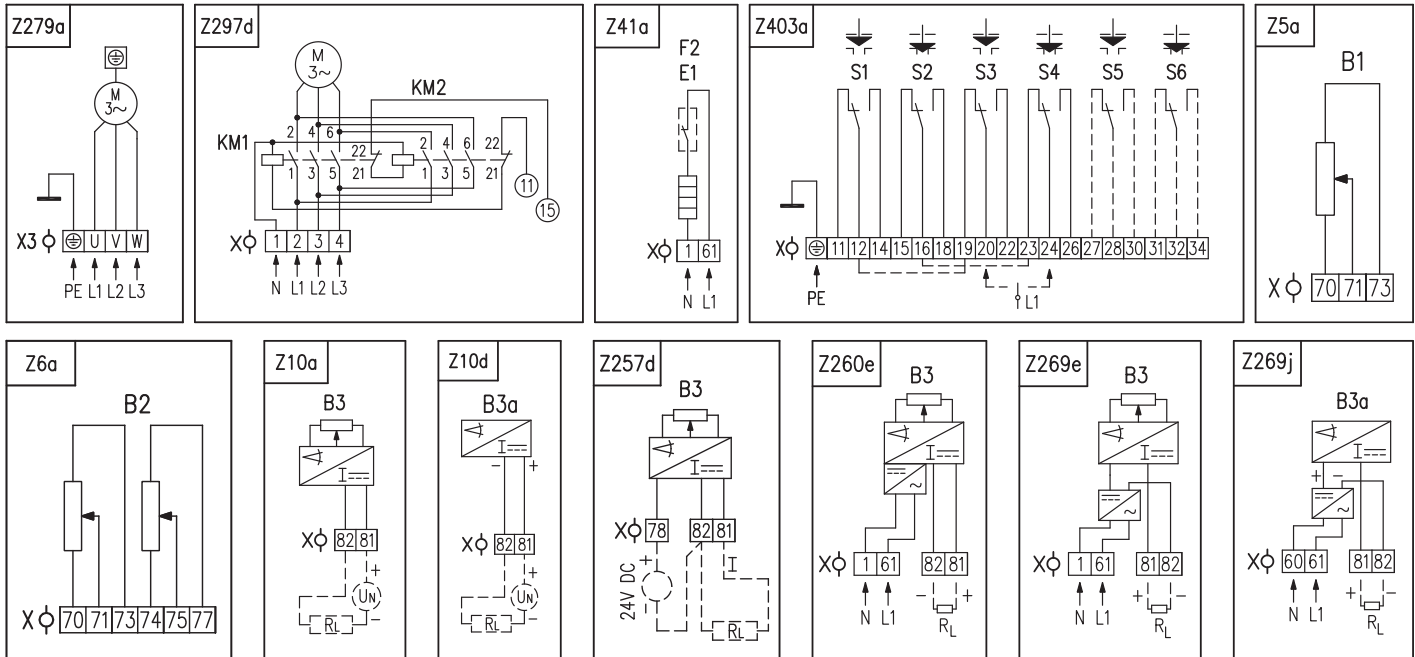 Z279a
M
3~
X3 U V W
PE L1 L2 L3
Z297d
M
3~
KM2
KM1
2 4 6 22 2 4 6 22
1 3 5 21 1 3 5 21
11
15
X 1 2 3 4
N L1 L2 L3
Z41a
F2
E1
X 1 61
N L1
Z403a
S1 S2 S3 S4 S5 S6
X 11 12 14 15 16 18 19 20 22 23 24 26 27 28 30 31 32 34
PE L1
Z5a
B1
X 70 71 73
Z6a
B2
X 70 71 73 74 75 77
Z10a
B3
I
X 82 81
+
UN
-
RL
Z10d
B3a
I
- +
X 82 81
+
UN
-
RL
Z257d
B3
I
X 78 82 81
+ I
24V DC
-
RL
Z260e
B3
I
~
X 1 61 82 81
- +
N L1 RL
Z269e
B3
I
~
X 1 61 81 82
+ -
N L1 RL
Z269j
B3a
I
+ -
~
X 60 61 81 82
+ -
N L1 RL